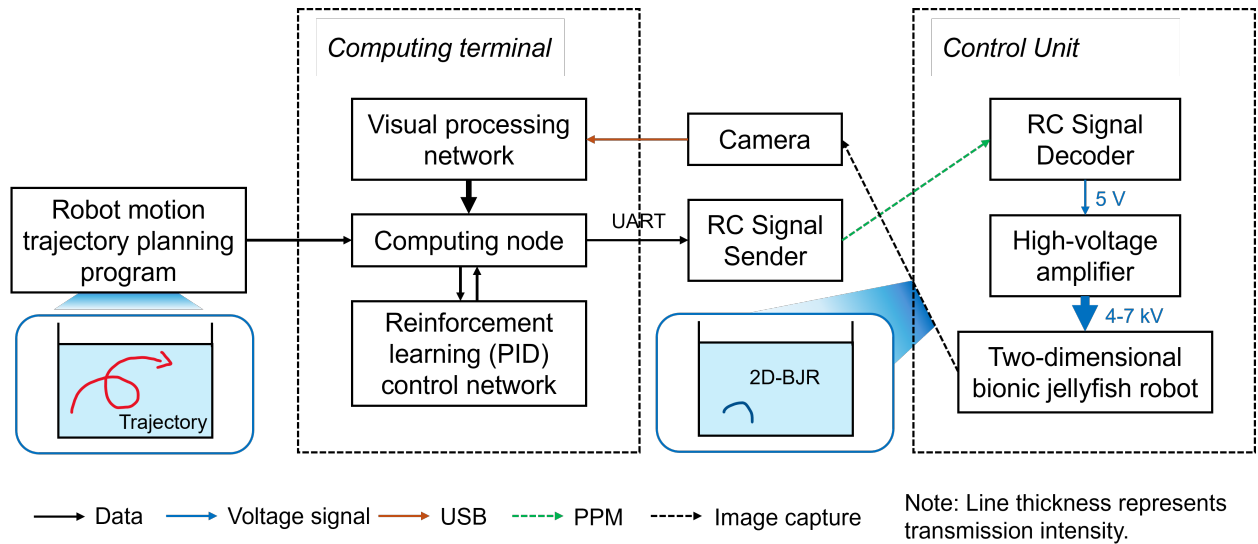 Computing terminal
Control Unit
Visual processing
network
Camera
RC Signal
Decoder
5 V
Robot motion
trajectory planning
program
Computing node
UART
RC Signal
Sender
High-voltage
amplifier
4-7 kV
Reinforcement
learning (PID)
control network
Two-dimensional
bionic jellyfish robot
Trajectory
2D-BJR
Data
Voltage signal
USB
PPM
Image capture
Note: Line thickness represents
transmission intensity.